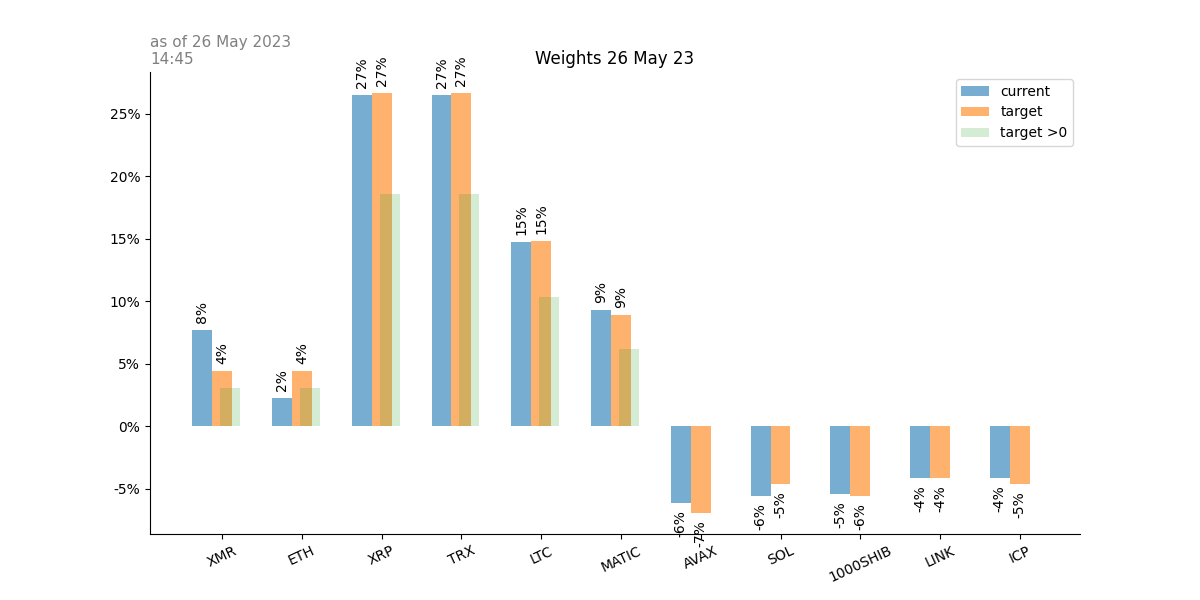 as of 26 May 2023
14:45
Weights 26 May 23
current
target
target >0
25%
20%
15%
10%
5%
0%
-5%
8%
4%
2%
4%
27%
27%
27%
27%
15%
15%
9%
9%
-6%
-7%
-6%
-5%
-5%
-6%
-4%
-4%
-4%
-5%
XMR
ETH
XRP
TRX
LTC
MATIC
AVAX
SOL
1000SHIB
LINK
ICP